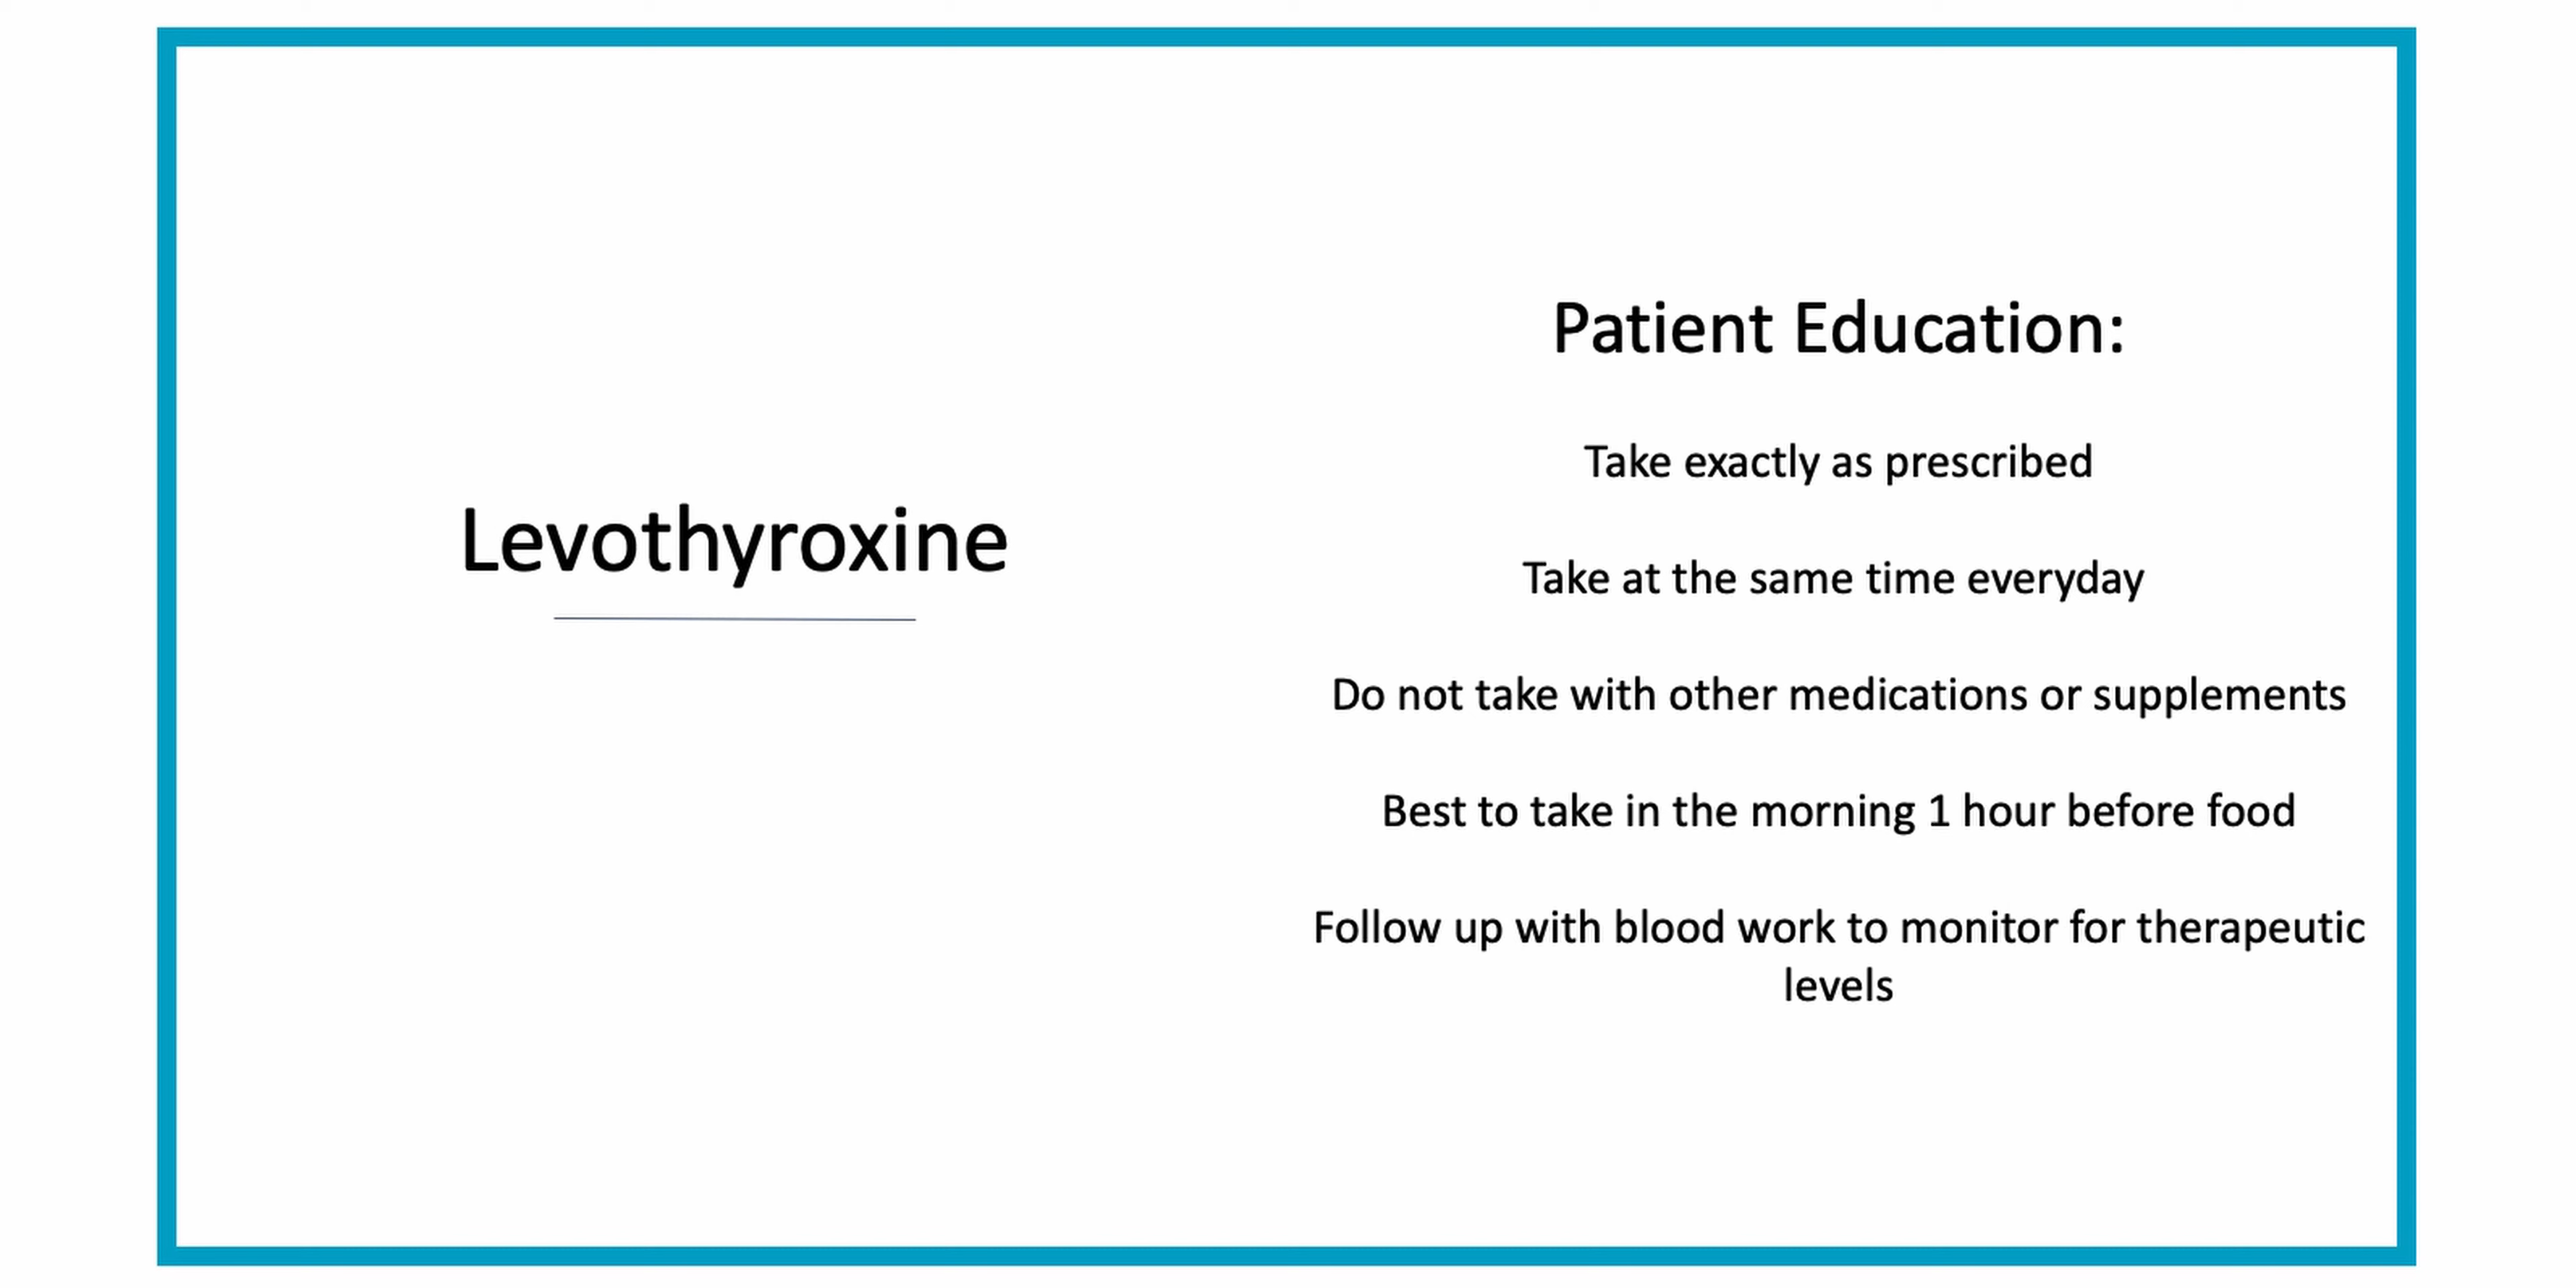 Levothyroxine
Patient Education:
Take exactly as prescribed
Take at the same time everyday
Do not take with other medications or supplements
Best to take in the morning 1 hour before food
Follow up with blood work to monitor for therapeutic
levels